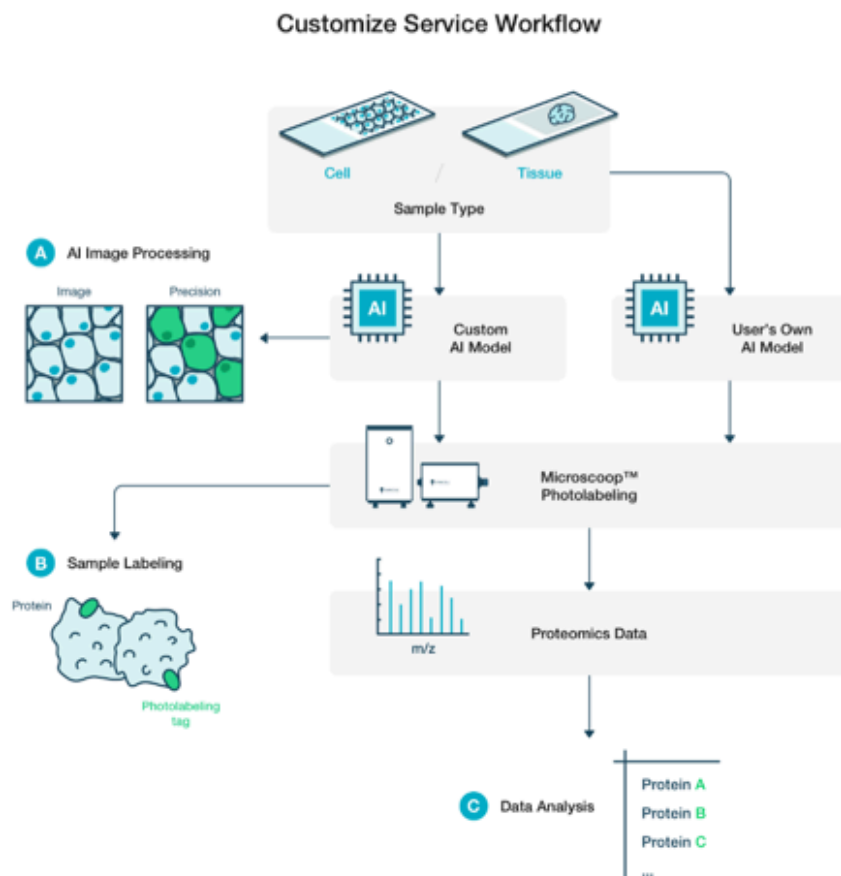 Customize Service Workflow
Cell / Tissue
Sample Type
A AI Image Processing
Image Precision
AI
Custom
AI Model
AI
User's Own
AI Model
Microscoop™
Photolabeling
B Sample Labeling
Protein
Photolabeling
tag
m/z
Proteomics Data
C Data Analysis
Protein A
Protein B
Protein C
...